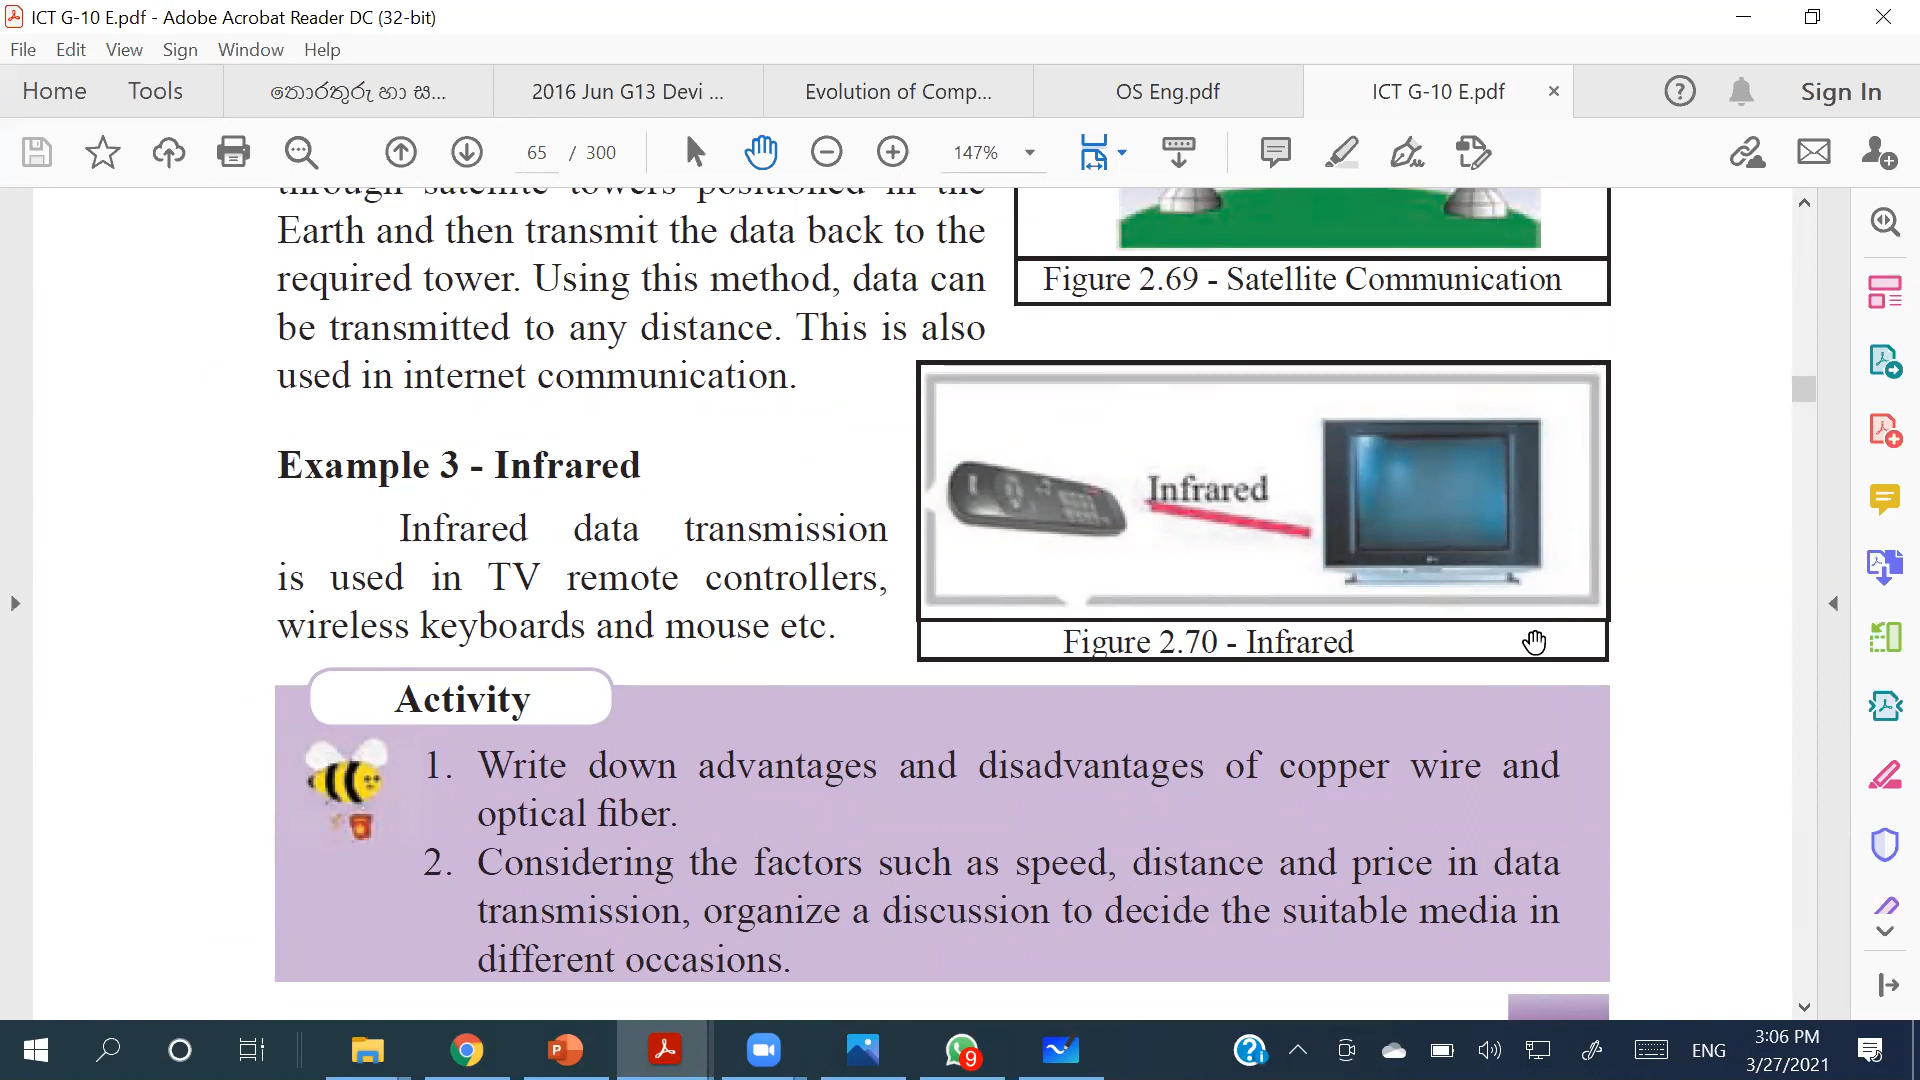 ICT G-10 E.pdf - Adobe Acrobat Reader DC (32-bit)
File Edit View Sign Window Help
Home Tools තොරතුරු හා ස... 2016 Jun G13 Devi ... Evolution of Comp... OS Eng.pdf ICT G-10 E.pdf × Sign In
65 / 300 147%
through satellite towers positioned in the
Earth and then transmit the data back to the
required tower. Using this method, data can
be transmitted to any distance. This is also
used in internet communication.
Figure 2.69 - Satellite Communication
Example 3 - Infrared
Infrared data transmission
is used in TV remote controllers,
wireless keyboards and mouse etc.
Infrared
Figure 2.70 - Infrared
Activity
1. Write down advantages and disadvantages of copper wire and
optical fiber.
2. Considering the factors such as speed, distance and price in data
transmission, organize a discussion to decide the suitable media in
different occasions.
9
ENG
3:06 PM
3/27/2021